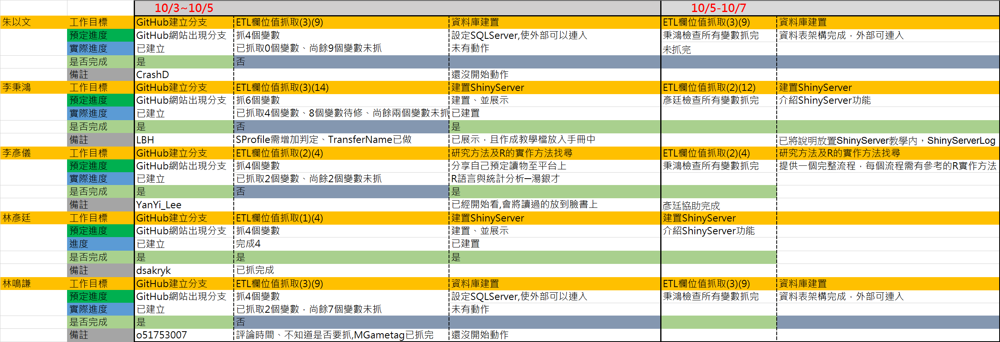 10/3~10/5 10/5-10/7
朱以文 工作目標 GitHub建立分支 ETL欄位值抓取(3)(9) 資料庫建置 ETL欄位值抓取(3)(9) 資料庫建置
預定進度 GitHub網站出現分支 抓4個變數 設定SQLServer,使外部可以連入 秉鴻檢查所有變數抓完 資料表架構完成，外部可連入
實際進度 已建立 已抓取0個變數、尚餘9個變數未抓 未有動作 未抓完
是否完成 是 否
備註 CrashD 還沒開始動作
李秉鴻 工作目標 GitHub建立分支 ETL欄位值抓取(3)(14) 建置ShinyServer ETL欄位值抓取(2)(12) 建置ShinyServer
預定進度 GitHub網站出現分支 抓6個變數 建置、並展示 彥廷檢查所有變數抓完 介紹ShinyServer功能
實際進度 已建立 已抓取4個變數、8個變數待修、尚餘兩個變數未抓 已建置
是否完成 是 否 是
備註 LBH SProfile需增加判定、TransferName已做 已展示，且作成教學檔放入手冊中 已將說明放置ShinyServer教學內，ShinyServerLog
李彥儀 工作目標 GitHub建立分支 ETL欄位值抓取(2)(4) 研究方法及R的實作方法找尋 ETL欄位值抓取(2)(4) 研究方法及R的實作方法找尋
預定進度 GitHub網站出現分支 抓4個變數 分享自己預定讀物至平台上 秉鴻檢查所有變數抓完 提供一個完整流程，每個流程需有參考的R實作方法
實際進度 已建立 已抓取2個變數、尚餘2個變數未抓 R語言與統計分析─湯銀才
是否完成 是 否 是
備註 YanYi_Lee 已經開始看,會將讀過的放到臉書上 彥廷協助完成
林彥廷 工作目標 GitHub建立分支 ETL欄位值抓取(1)(4) 建置ShinyServer 建置ShinyServer
預定進度 GitHub網站出現分支 抓4個變數 建置、並展示 介紹ShinyServer功能
進度 已建立 完成4 已建置
是否完成 是 是 是
備註 dsakryk 已抓完成
林鳴謙 工作目標 GitHub建立分支 ETL欄位值抓取(3)(9) 資料庫建置 ETL欄位值抓取(3)(9) 資料庫建置
預定進度 GitHub網站出現分支 抓4個變數 設定SQLServer,使外部可以連入 秉鴻檢查所有變數抓完 資料表架構完成，外部可連入
實際進度 已建立 已抓取2個變數，尚餘7個變數未抓 未有動作
是否完成 是 否
備註 o51753007 評論時間、不知道是否要抓,MGametag已抓完 還沒開始動作